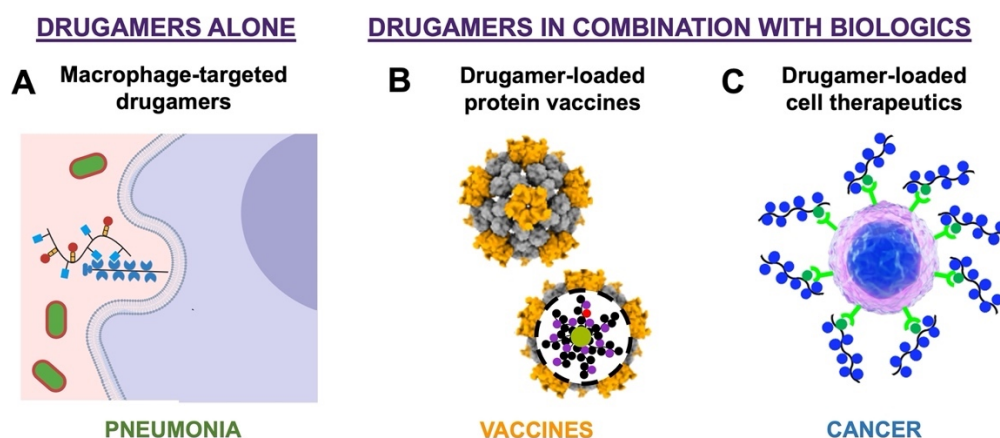 DRUGAMERS ALONE
DRUGAMERS IN COMBINATION WITH BIOLOGICS
A
Macrophage-targeted
drugamers
B
Drugamer-loaded
protein vaccines
C
Drugamer-loaded
cell therapeutics
PNEUMONIA
VACCINES
CANCER